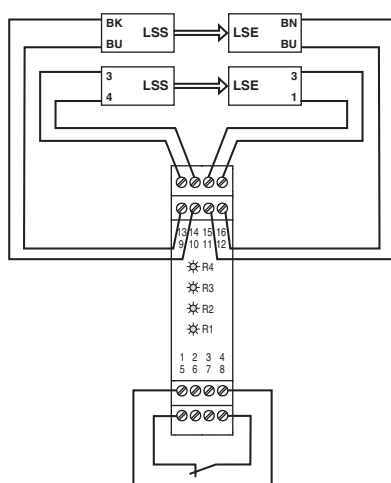 BK LSS LSE BN
BU BU
3 LSS LSE 3
4 1
13 14 15 16
9 10 11 12
R4
R3
R2
R1
1 2 3 4
5 6 7 8